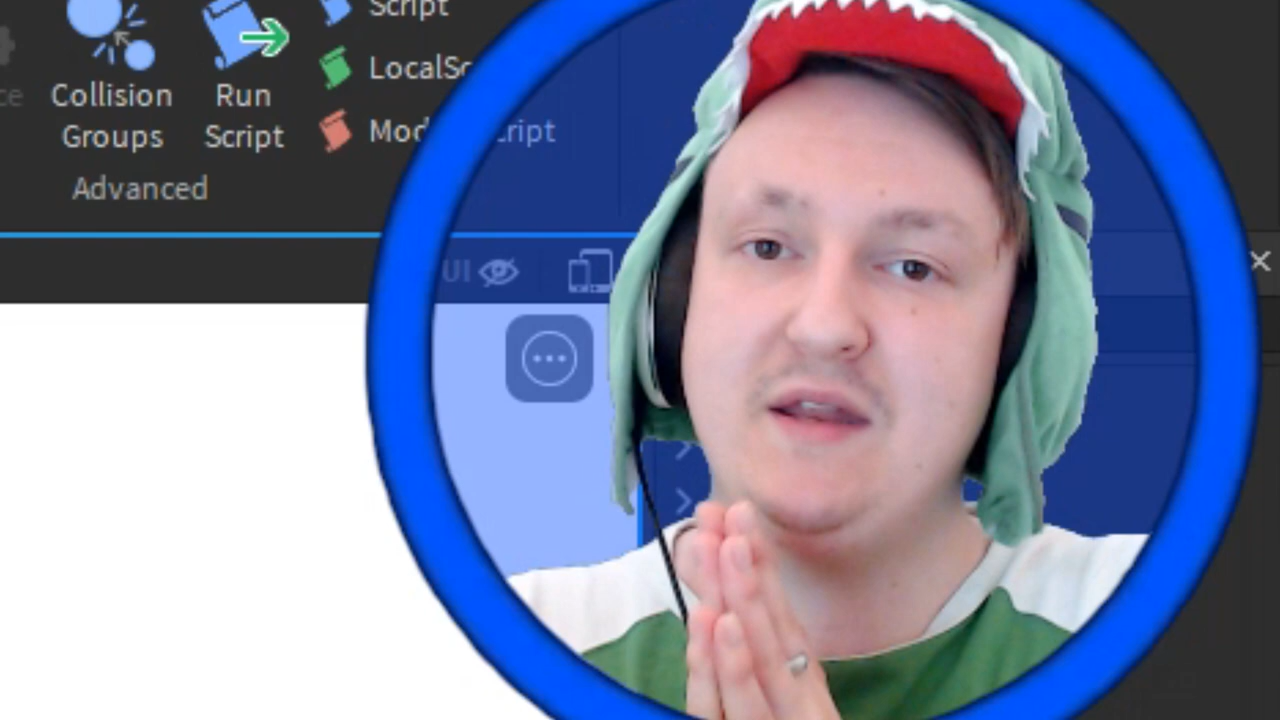 Script
Collision
Groups
Run
Script
LocalSc
Mod
cript
Advanced
UI